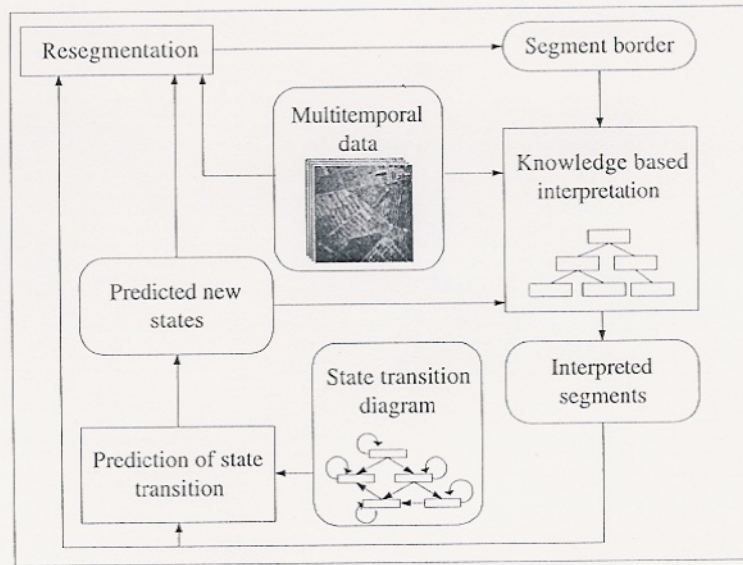 Resegmentation
Segment border
Multitemporal
data
Knowledge based
interpretation
Predicted new
states
State transition
diagram
Interpreted
segments
Prediction of state
transition